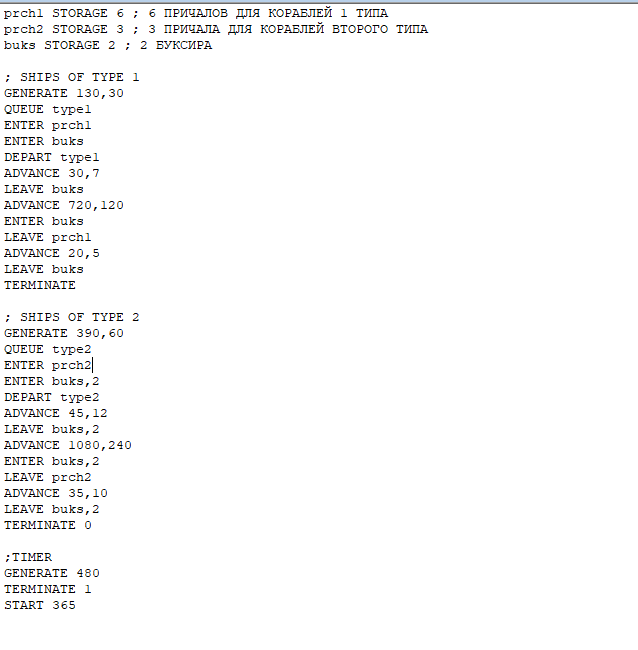 prch1 STORAGE 6 ; 6 ПРИЧАЛОВ ДЛЯ КОРАБЛЕЙ 1 ТИПА
prch2 STORAGE 3 ; 3 ПРИЧАЛА ДЛЯ КОРАБЛЕЙ ВТОРОГО ТИПА
buks STORAGE 2 ; 2 БУКСИРА
; SHIPS OF TYPE 1
GENERATE 130,30
QUEUE type1
ENTER prch1
ENTER buks
DEPART type1
ADVANCE 30,7
LEAVE buks
ADVANCE 720,120
ENTER buks
LEAVE prch1
ADVANCE 20,5
LEAVE buks
TERMINATE
; SHIPS OF TYPE 2
GENERATE 390,60
QUEUE type2
ENTER prch2
ENTER buks,2
DEPART type2
ADVANCE 45,12
LEAVE buks,2
ADVANCE 1080,240
ENTER buks,2
LEAVE prch2
ADVANCE 35,10
LEAVE buks,2
TERMINATE 0
;TIMER
GENERATE 480
TERMINATE 1
START 365